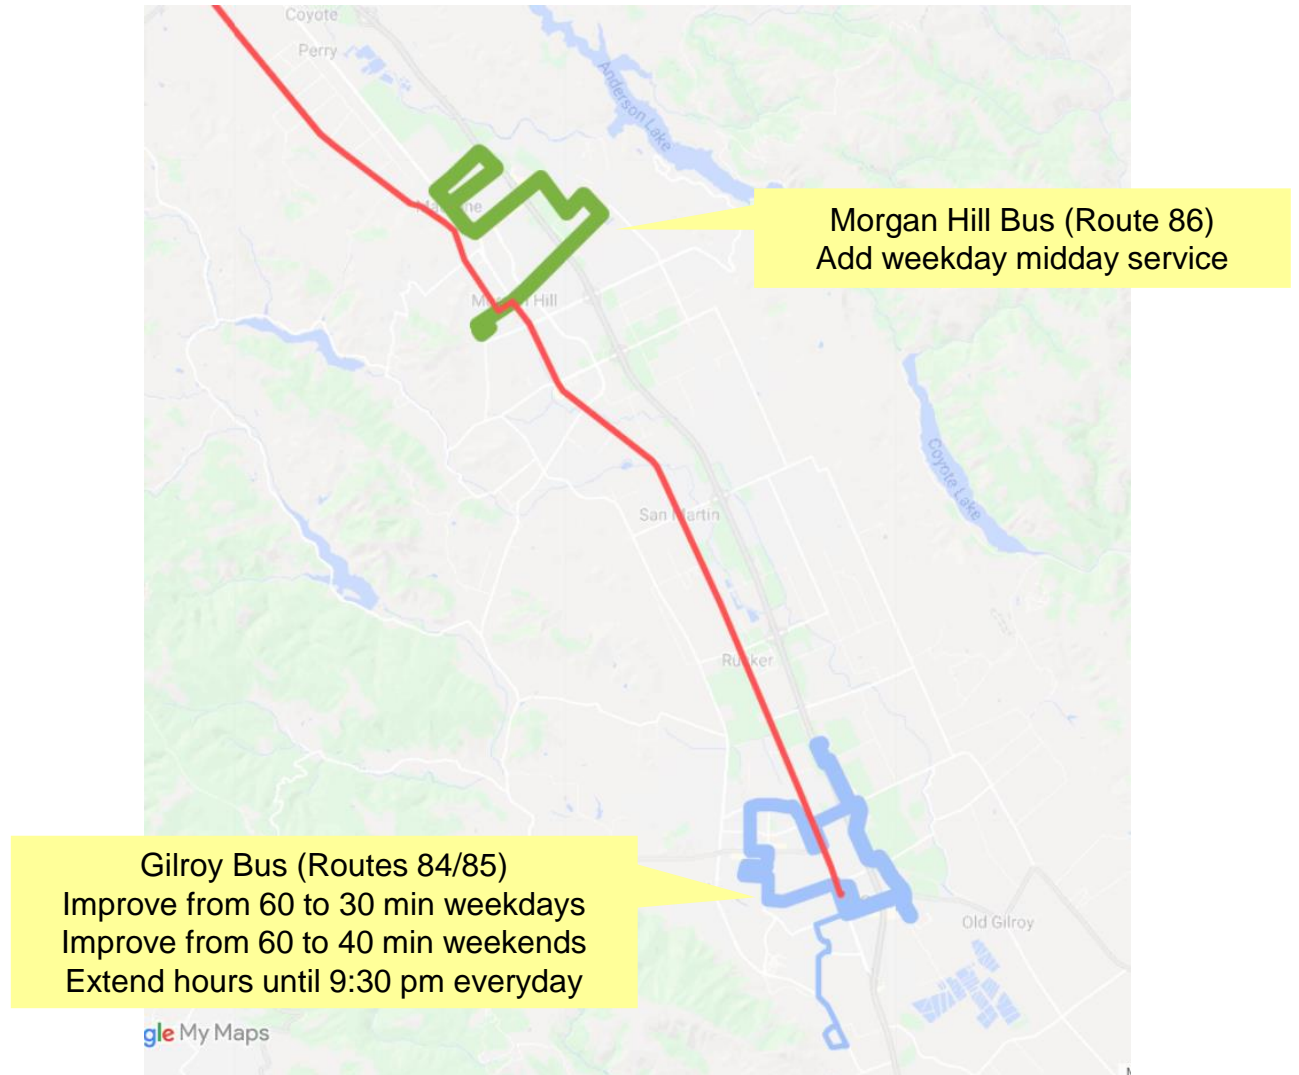 Coyote
Perry
Anderson Lake
Morgan Hill Bus (Route 86)
Add weekday midday service
Hill
Coyote Lake
San Martin
Rucker
Gilroy Bus (Routes 84/85)
Improve from 60 to 30 min weekdays
Improve from 60 to 40 min weekends
Extend hours until 9:30 pm everyday
Old Gilroy
gle My Maps